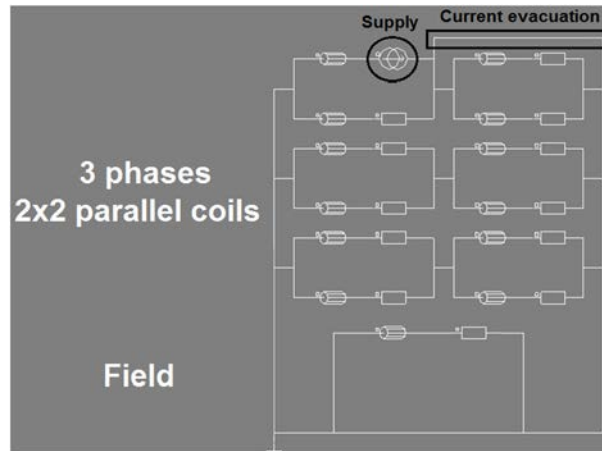 Supply
Current evacuation
3 phases
2x2 parallel coils
Field